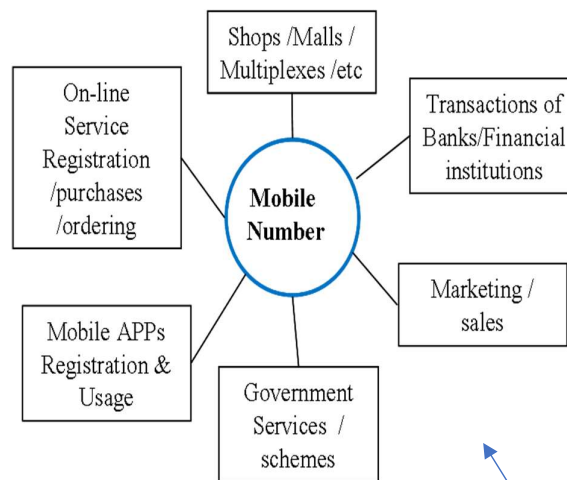 Shops /Malls /
Multiplexes /etc
On-line
Service
Registration
/purchases
/ordering
Transactions of
Banks/Financial
institutions
Mobile
Number
Marketing /
sales
Mobile APPs
Registration &
Usage
Government
Services /
schemes